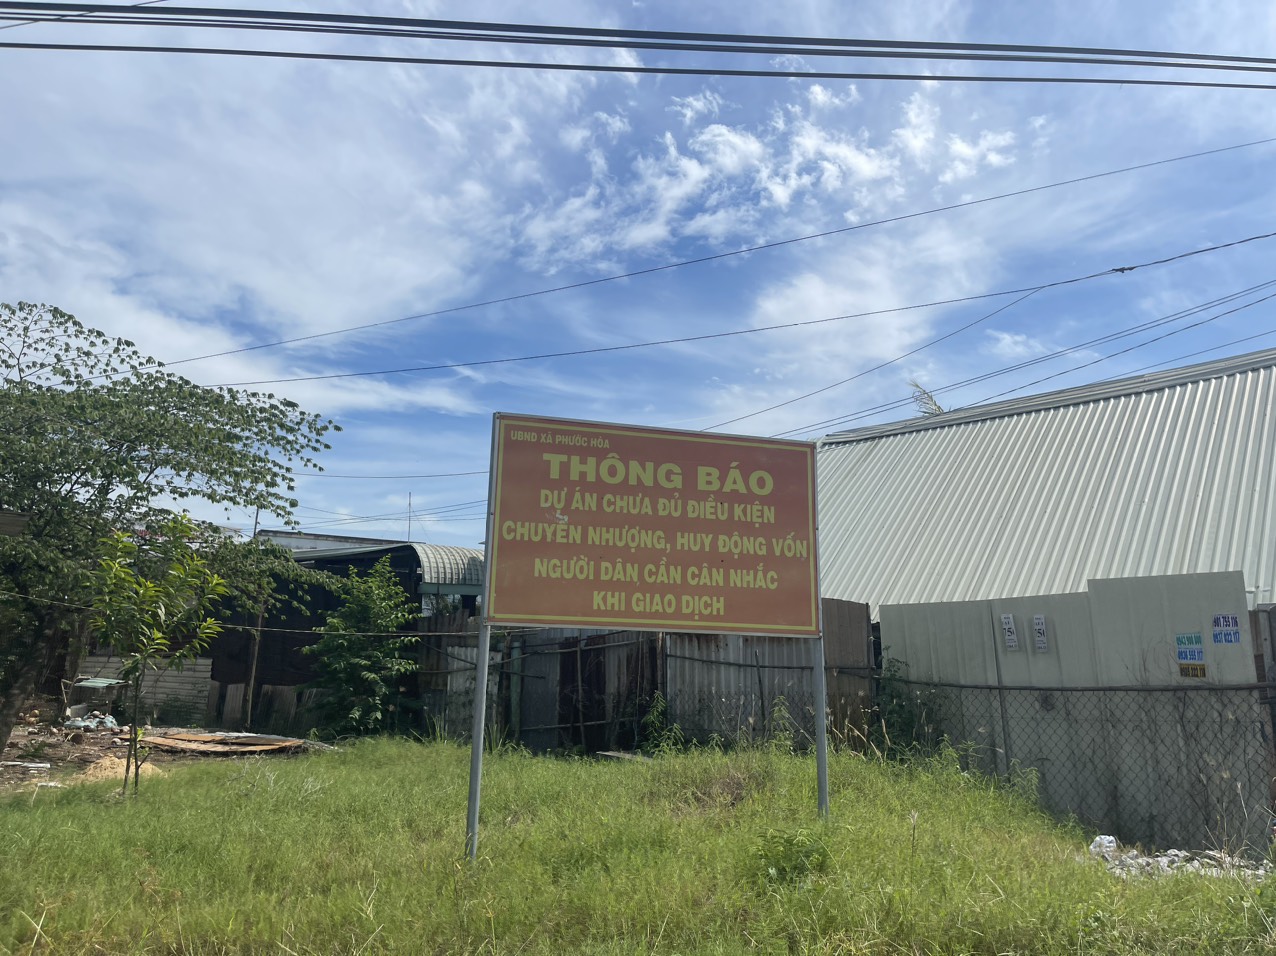 UBND XÃ PHƯỚC HÒA
THÔNG BÁO
DỰ ÁN CHƯA ĐỦ ĐIỀU KIỆN
CHUYỂN NHƯỢNG, HUY ĐỘNG VỐN
NGƯỜI DÂN CẦN CÂN NHẮC
KHI GIAO DỊCH